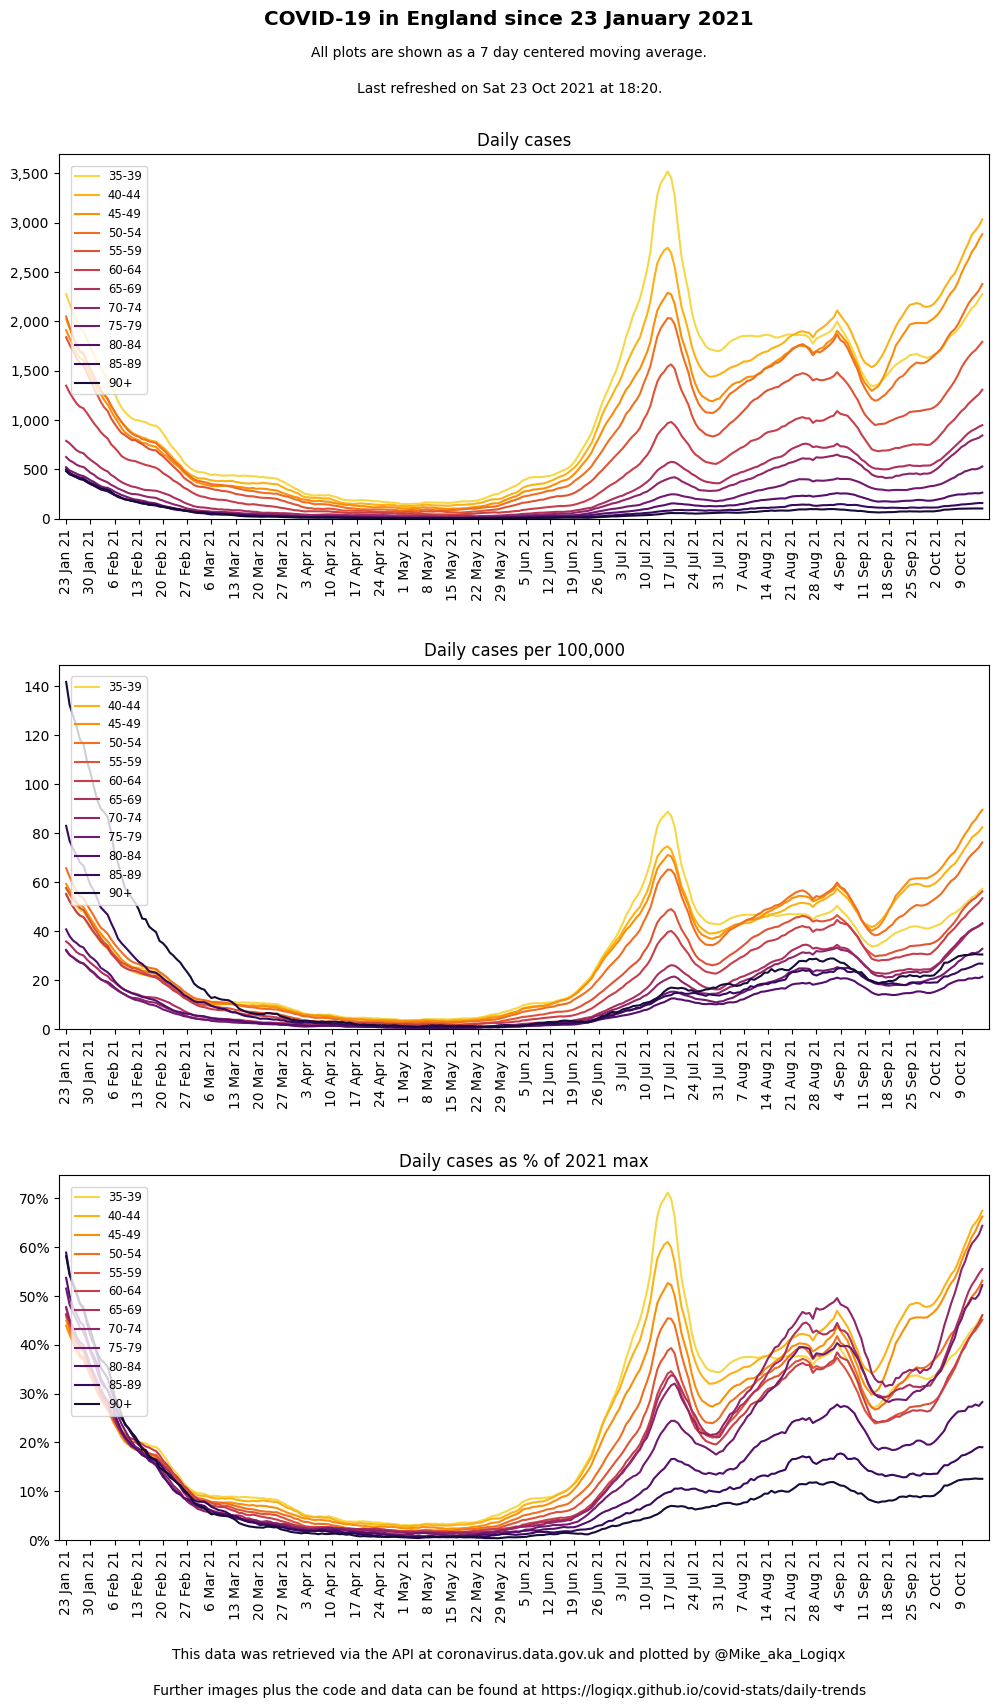 COVID-19 in England since 23 January 2021
All plots are shown as a 7 day centered moving average.
Last refreshed on Sat 23 Oct 2021 at 18:20.
Daily cases
3,500
3,000
2,500
2,000
1,500
1,000
500
0
35-39
40-44
45-49
50-54
55-59
60-64
65-69
70-74
75-79
80-84
85-89
90+
23 Jan 21
30 Jan 21
6 Feb 21
13 Feb 21
20 Feb 21
27 Feb 21
6 Mar 21
13 Mar 21
20 Mar 21
27 Mar 21
3 Apr 21
10 Apr 21
17 Apr 21
24 Apr 21
1 May 21
8 May 21
15 May 21
22 May 21
29 May 21
5 Jun 21
12 Jun 21
19 Jun 21
26 Jun 21
3 Jul 21
10 Jul 21
17 Jul 21
24 Jul 21
31 Jul 21
7 Aug 21
14 Aug 21
21 Aug 21
28 Aug 21
4 Sep 21
11 Sep 21
18 Sep 21
25 Sep 21
2 Oct 21
9 Oct 21
Daily cases per 100,000
140
120
100
80
60
40
20
0
35-39
40-44
45-49
50-54
55-59
60-64
65-69
70-74
75-79
80-84
85-89
90+
23 Jan 21
30 Jan 21
6 Feb 21
13 Feb 21
20 Feb 21
27 Feb 21
6 Mar 21
13 Mar 21
20 Mar 21
27 Mar 21
3 Apr 21
10 Apr 21
17 Apr 21
24 Apr 21
1 May 21
8 May 21
15 May 21
22 May 21
29 May 21
5 Jun 21
12 Jun 21
19 Jun 21
26 Jun 21
3 Jul 21
10 Jul 21
17 Jul 21
24 Jul 21
31 Jul 21
7 Aug 21
14 Aug 21
21 Aug 21
28 Aug 21
4 Sep 21
11 Sep 21
18 Sep 21
25 Sep 21
2 Oct 21
9 Oct 21
Daily cases as % of 2021 max
70%
60%
50%
40%
30%
20%
10%
0%
35-39
40-44
45-49
50-54
55-59
60-64
65-69
70-74
75-79
80-84
85-89
90+
23 Jan 21
30 Jan 21
6 Feb 21
13 Feb 21
20 Feb 21
27 Feb 21
6 Mar 21
13 Mar 21
20 Mar 21
27 Mar 21
3 Apr 21
10 Apr 21
17 Apr 21
24 Apr 21
1 May 21
8 May 21
15 May 21
22 May 21
29 May 21
5 Jun 21
12 Jun 21
19 Jun 21
26 Jun 21
3 Jul 21
10 Jul 21
17 Jul 21
24 Jul 21
31 Jul 21
7 Aug 21
14 Aug 21
21 Aug 21
28 Aug 21
4 Sep 21
11 Sep 21
18 Sep 21
25 Sep 21
2 Oct 21
9 Oct 21
This data was retrieved via the API at coronavirus.data.gov.uk and plotted by @Mike_aka_Logiqx
Further images plus the code and data can be found at https://logiqx.github.io/covid-stats/daily-trends